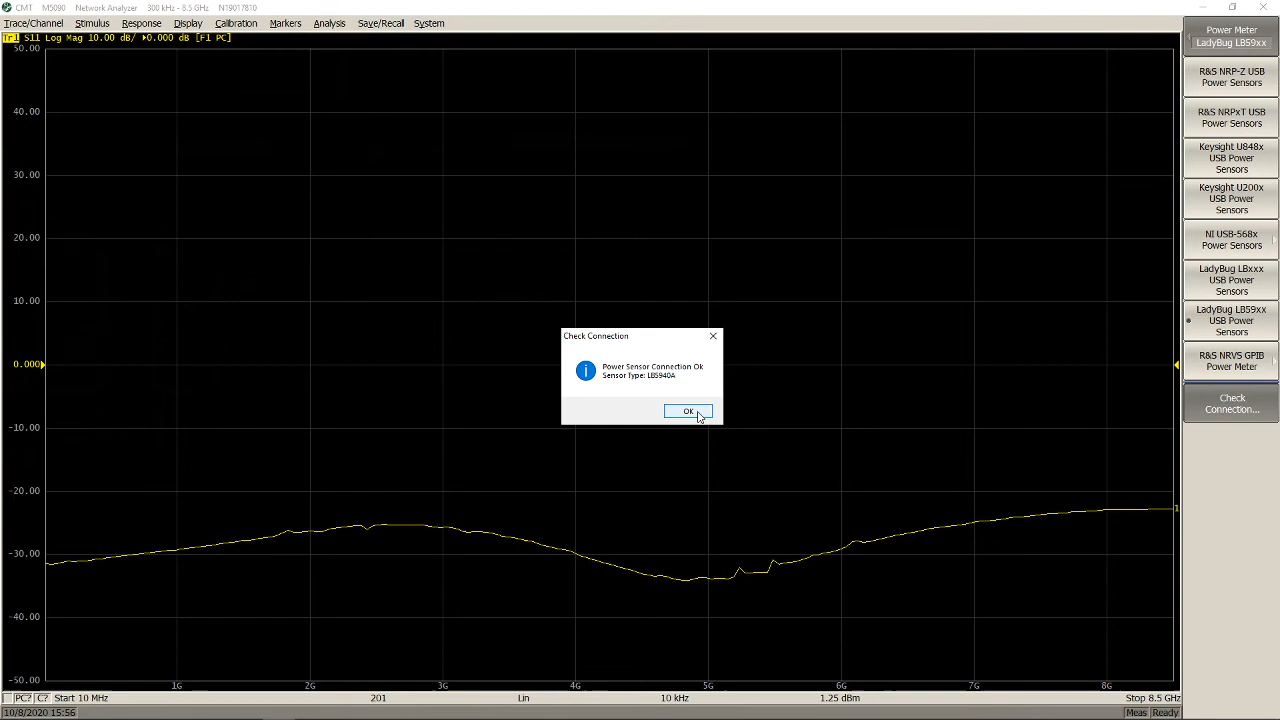 CMT M5090 Network Analyzer 300 kHz - 8.5 GHz N19017810
Trace/Channel Stimulus Response Display Calibration Markers Analysis Save/Recall System
Tr1 S11 Log Mag 10.00 dB/ ▸0.000 dB [F1 PC]
50.00
40.00
30.00
20.00
10.00
0.000
-10.00
-20.00
-30.00
-40.00
-50.00
1G 2G 3G 4G 5G 6G 7G 8G
1
PC? C? Start 10 MHz 201 Lin 10 kHz 1.25 dBm Stop 8.5 GHz
10/8/2020 15:56 Meas Ready
Check Connection
Power Sensor Connection Ok
Sensor Type: LB5940A
OK
Power Meter
LadyBug LB59xx
R&S NRP-Z USB
Power Sensors
R&S NRPxT USB
Power Sensors
Keysight U848x
USB Power
Sensors
Keysight U200x
USB Power
Sensors
NI USB-568x
Power Sensors
LadyBug LBxxx
USB Power
Sensors
LadyBug LB59xx
USB Power
Sensors
R&S NRVS GPIB
Power Meter
Check
Connection...